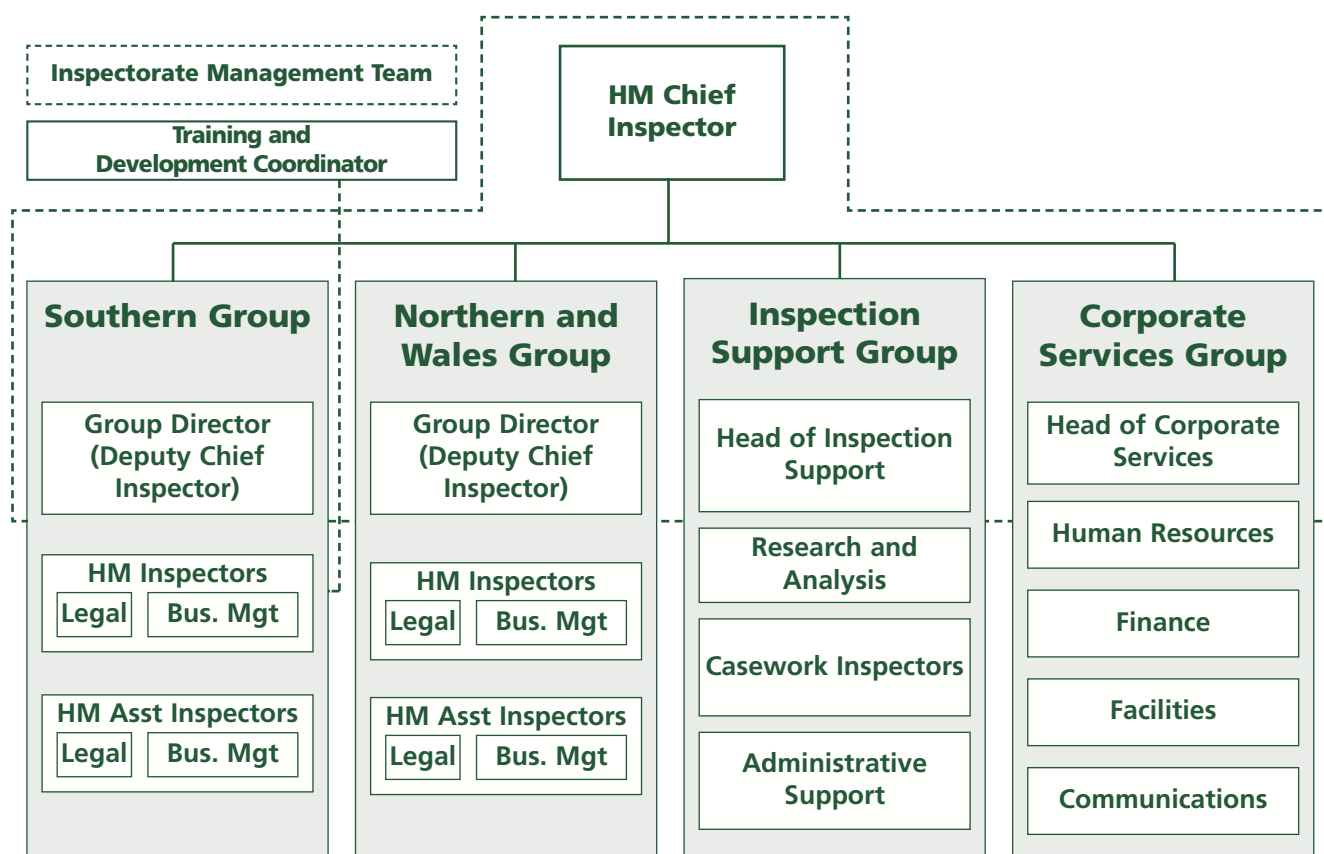 Inspectorate Management Team
Training and
Development Coordinator
HM Chief
Inspector
Southern Group
Group Director
(Deputy Chief
Inspector)
HM Inspectors
Legal
Bus. Mgt
HM Asst Inspectors
Legal
Bus. Mgt
Northern and
Wales Group
Group Director
(Deputy Chief
Inspector)
HM Inspectors
Legal
Bus. Mgt
HM Asst Inspectors
Legal
Bus. Mgt
Inspection
Support Group
Head of Inspection
Support
Research and
Analysis
Casework Inspectors
Administrative
Support
Corporate
Services Group
Head of Corporate
Services
Human Resources
Finance
Facilities
Communications